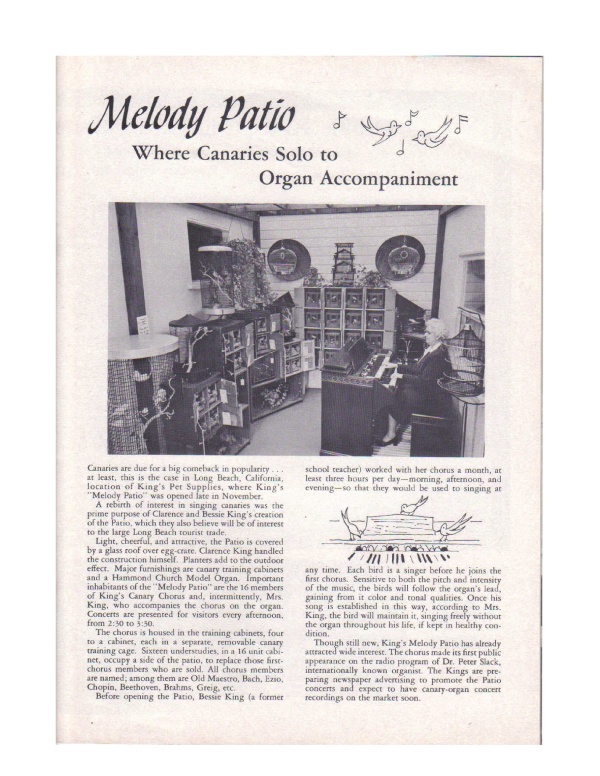 Melody Patio
Where Canaries Solo to
Organ Accompaniment
Canaries are due for a big comeback in popularity . . .
at least, this is the case in Long Beach, California,
location of King's Pet Supplies, where King's
"Melody Patio" was opened late in November.
A rebirth of interest in singing canaries was the
prime purpose of Clarence and Bessie King's creation
of the Patio, which they also believe will be of interest
to the large Long Beach tourist trade.
Light, cheerful, and attractive, the Patio is covered
by a glass roof over egg-crate. Clarence King handled
the construction himself. Planters add to the outdoor
effect. Major furnishings are canary training cabinets
and a Hammond Church Model Organ. Important
inhabitants of the "Melody Patio" are the 16 members
of King's Canary Chorus and, intermittently, Mrs.
King, who accompanies the chorus on the organ.
Concerts are presented for visitors every afternoon,
from 2:30 to 3:30.
The chorus is housed in the training cabinets, four
to a cabinet, each in a separate, removable canary
training cage. Sixteen understudies, in a 16 unit cabi-
net, occupy a side of the patio, to replace those first-
chorus members who are sold. All chorus members
are named; among them are Old Maestro, Bach, Ezio,
Chopin, Beethoven, Brahms, Greig, etc.
Before opening the Patio, Bessie King (a former
school teacher) worked with her chorus a month, at
least three hours per day—morning, afternoon, and
evening—so that they would be used to singing at
any time. Each bird is a singer before he joins the
first chorus. Sensitive to both the pitch and intensity
of the music, the birds will follow the organ's lead,
gaining from it color and tonal qualities. Once his
song is established in this way, according to Mrs.
King, the bird will maintain it, singing freely without
the organ throughout his life, if kept in healthy con-
dition.
Though still new, King's Melody Patio has already
attracted wide interest. The chorus made its first public
appearance on the radio program of Dr. Peter Slack,
internationally known organist. The Kings are pre-
paring newspaper advertising to promote the Patio
concerts and expect to have canary-organ concert
recordings on the market soon.